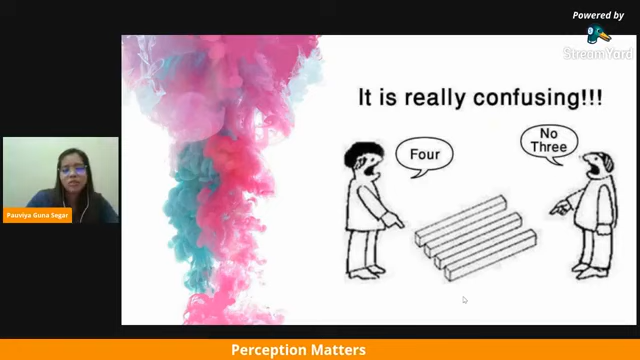 Powered by
StreamYard
It is really confusing!!!
Four
No
Three
Pauviya Guna Segar
Perception Matters